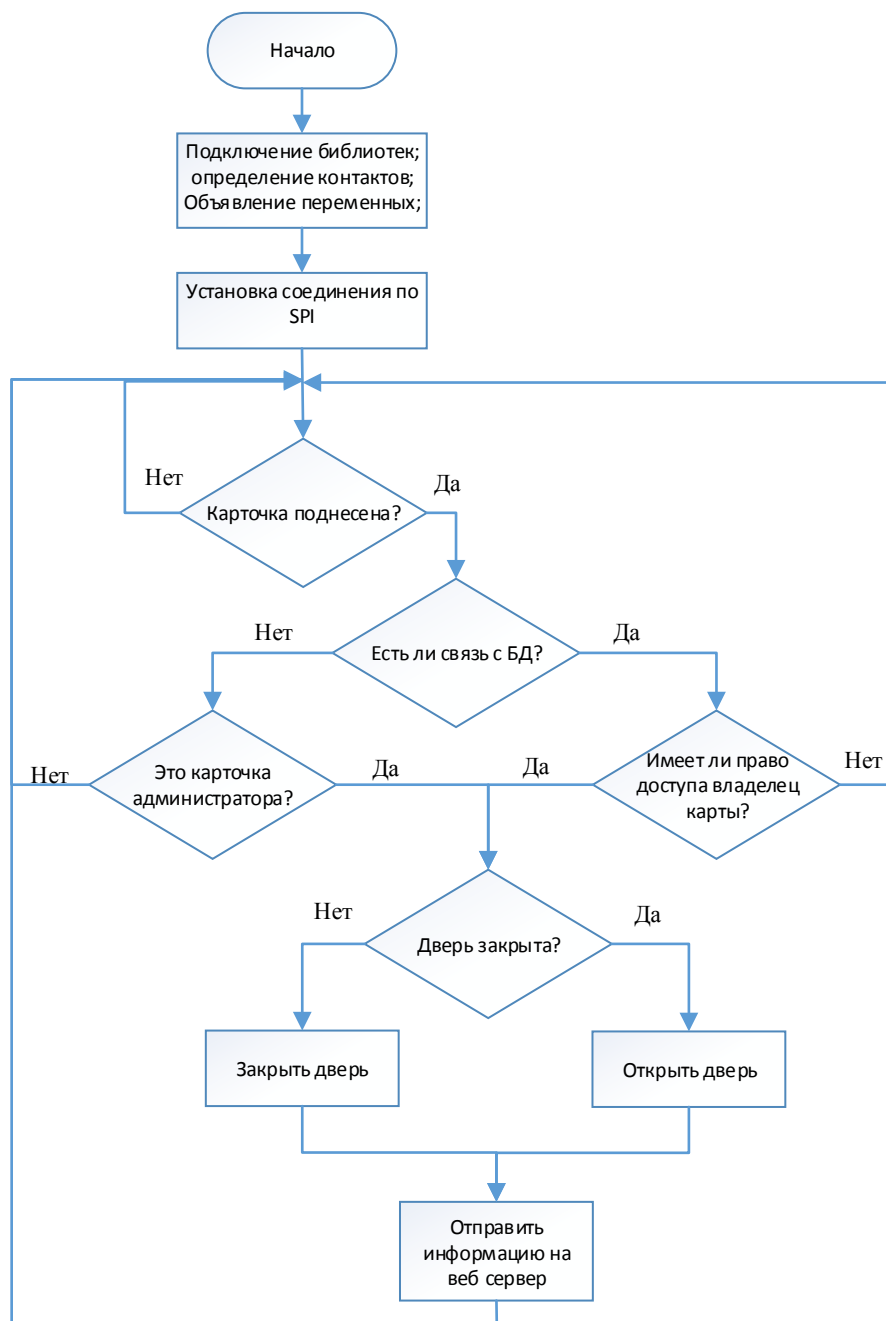 Начало
Подключение библиотек;
определение контактов;
Объявление переменных;
Установка соединения по
SPI
Нет
Да
Карточка поднесена?
Нет
Да
Есть ли связь с БД?
Нет
Это карточка
администратора?
Да
Да
Имеет ли право
доступа владелец
карты?
Нет
Нет
Да
Дверь закрыта?
Закрыть дверь
Открыть дверь
Отправить
информацию на
веб сервер